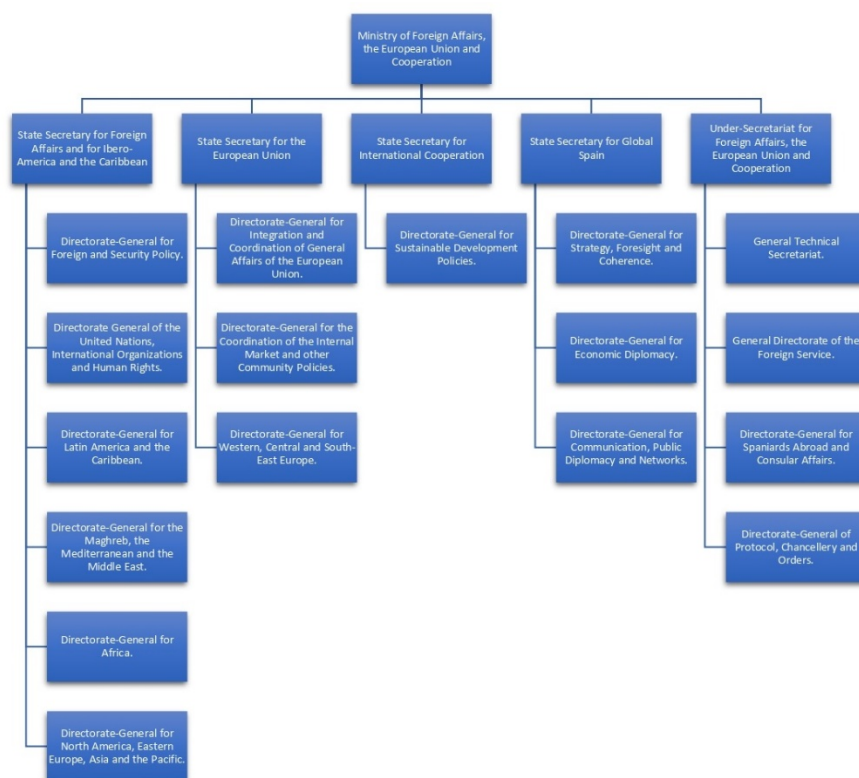 Ministry of Foreign Affairs,
the European Union and
Cooperation
State Secretary for Foreign
Affairs and for Ibero-
America and the Caribbean
State Secretary for the
European Union
State Secretary for
International Cooperation
State Secretary for Global
Spain
Under-Secretariat for
Foreign Affairs, the
European Union and
Cooperation
Directorate-General for
Foreign and Security Policy.
Directorate General of the
United Nations,
International Organizations
and Human Rights.
Directorate-General for
Latin America and the
Caribbean.
Directorate-General for the
Maghreb, the
Mediterranean and the
Middle East.
Directorate-General for
Africa.
Directorate-General for
North America, Eastern
Europe, Asia and the Pacific.
Directorate-General for
Integration and
Coordination of General
Affairs of the European
Union.
Directorate-General for the
Coordination of the Internal
Market and other
Community Policies.
Directorate-General for
Western, Central and South-
East Europe.
Directorate-General for
Sustainable Development
Policies.
Directorate-General for
Strategy, Foresight and
Coherence.
Directorate-General for
Economic Diplomacy.
Directorate-General for
Communication, Public
Diplomacy and Networks.
General Technical
Secretariat.
General Directorate of the
Foreign Service.
Directorate-General for
Spaniards Abroad and
Consular Affairs.
Directorate-General of
Protocol, Chancellery and
Orders.